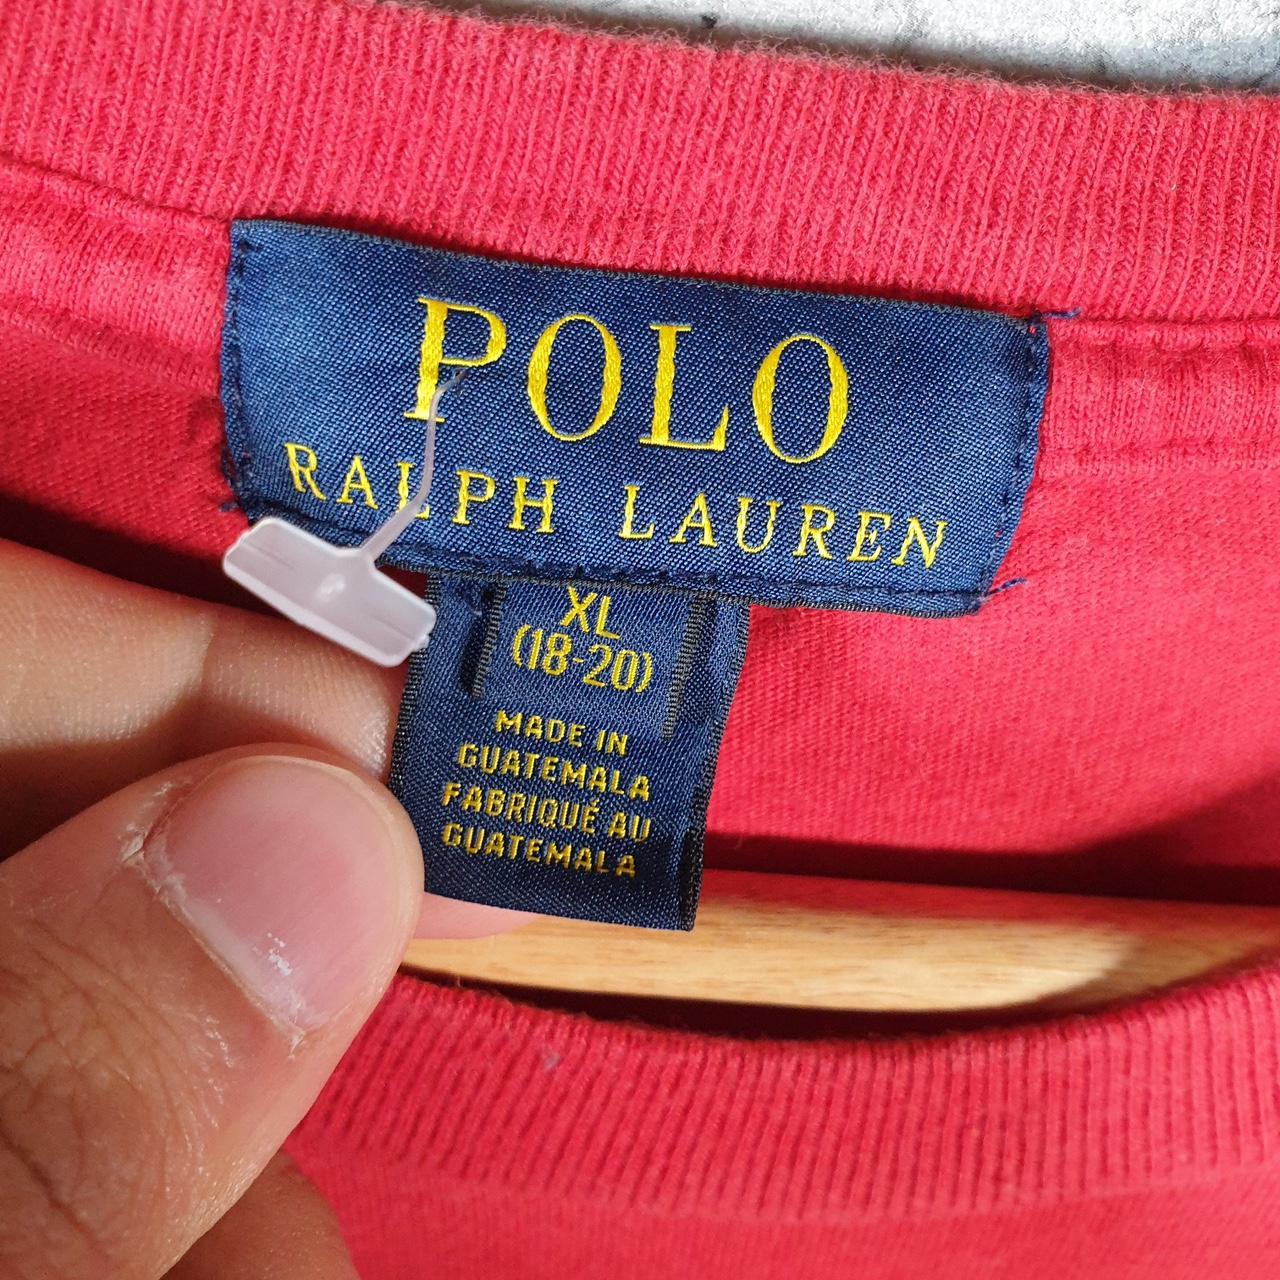 POLO
RALPH LAUREN
XL
(18-20)
MADE IN
GUATEMALA
FABRIQUÉ AU
GUATEMALA